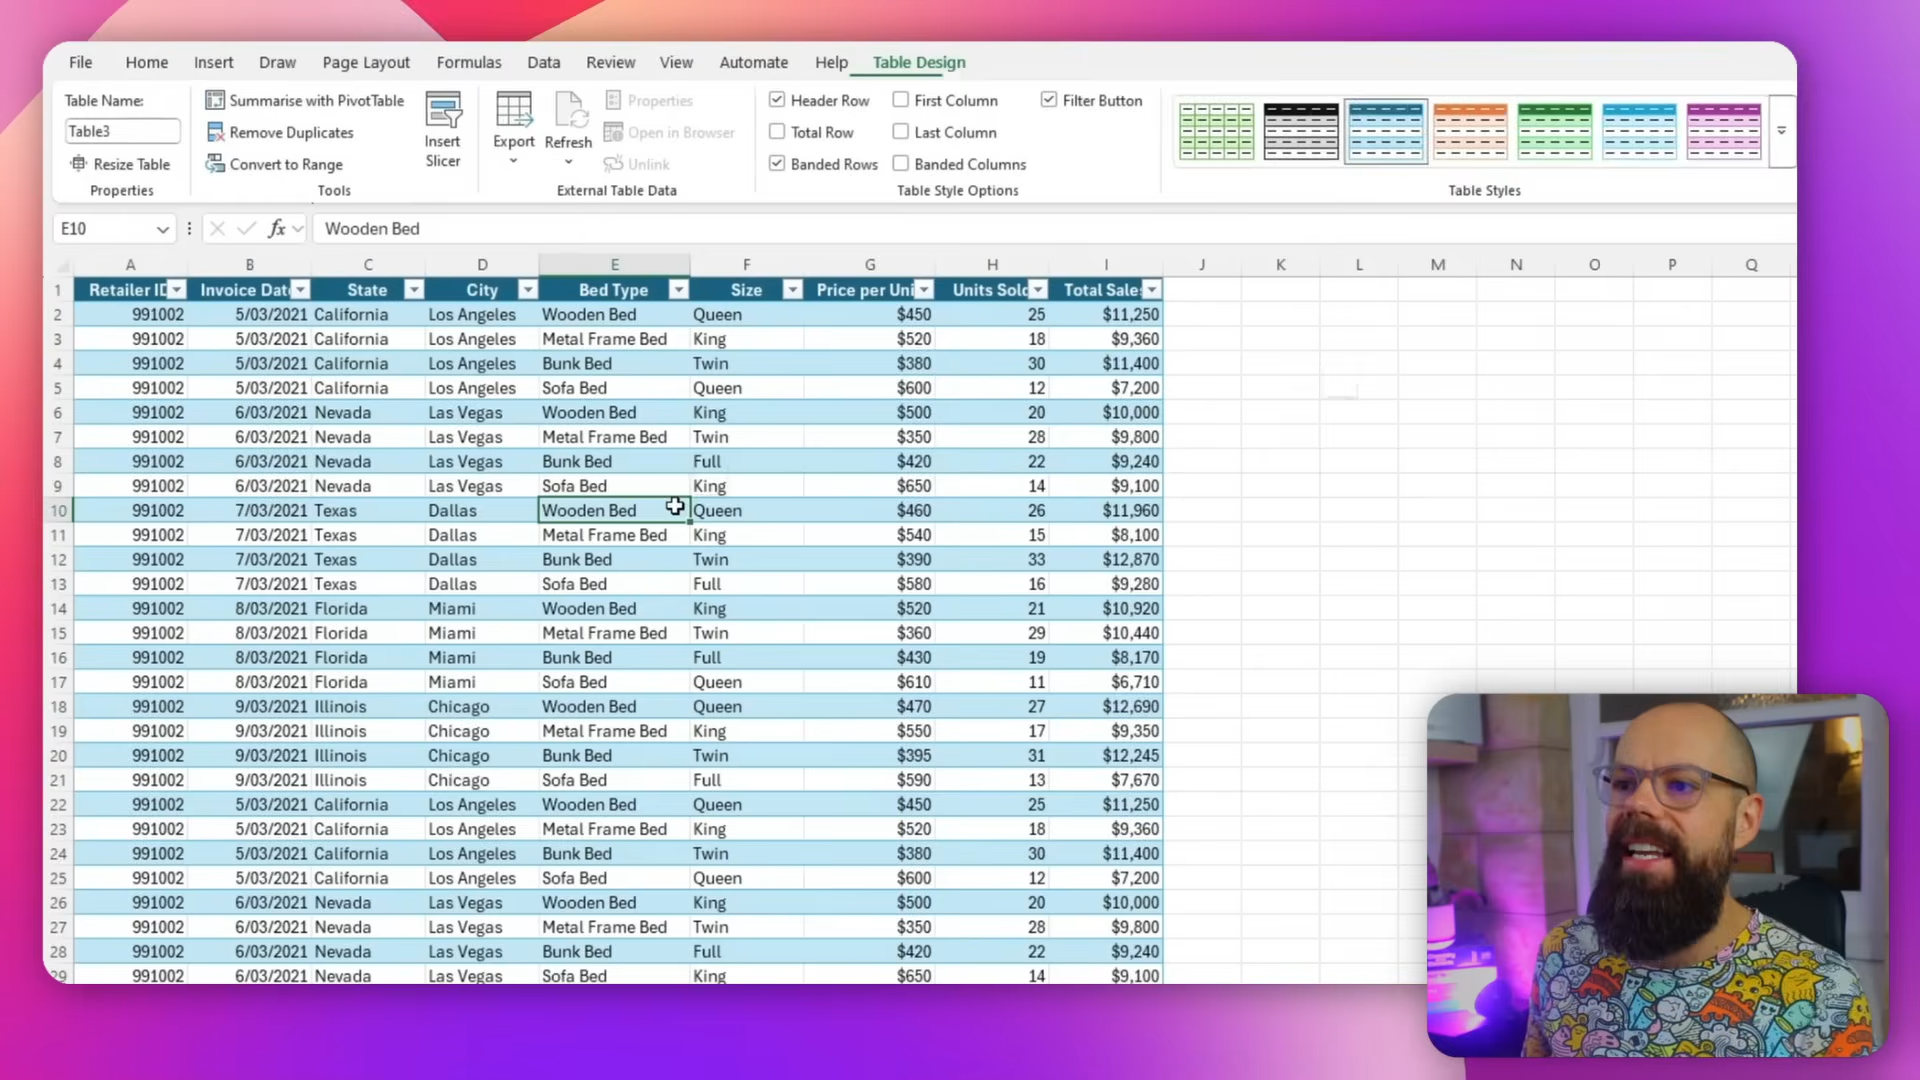 File Home Insert Draw Page Layout Formulas Data Review View Automate Help Table Design
Table Name:
Table3
Resize Table
Properties
Summarise with PivotTable
Remove Duplicates
Convert to Range
Tools
Insert
Slicer
Export
Refresh
Properties
Open in Browser
Unlink
External Table Data
Header Row First Column Filter Button
Total Row Last Column
Banded Rows Banded Columns
Table Style Options
Table Styles
E10 fx Wooden Bed
A B C D E F G H I J K L M N O P Q
1 Retailer ID Invoice Date State City Bed Type Size Price per Uni Units Sold Total Sales
2 991002 5/03/2021 California Los Angeles Wooden Bed Queen $450 25 $11,250
3 991002 5/03/2021 California Los Angeles Metal Frame Bed King $520 18 $9,360
4 991002 5/03/2021 California Los Angeles Bunk Bed Twin $380 30 $11,400
5 991002 5/03/2021 California Los Angeles Sofa Bed Queen $600 12 $7,200
6 991002 6/03/2021 Nevada Las Vegas Wooden Bed King $500 20 $10,000
7 991002 6/03/2021 Nevada Las Vegas Metal Frame Bed Twin $350 28 $9,800
8 991002 6/03/2021 Nevada Las Vegas Bunk Bed Full $420 22 $9,240
9 991002 6/03/2021 Nevada Las Vegas Sofa Bed King $650 14 $9,100
10 991002 7/03/2021 Texas Dallas Wooden Bed Queen $460 26 $11,960
11 991002 7/03/2021 Texas Dallas Metal Frame Bed King $540 15 $8,100
12 991002 7/03/2021 Texas Dallas Bunk Bed Twin $390 33 $12,870
13 991002 7/03/2021 Texas Dallas Sofa Bed Full $580 16 $9,280
14 991002 8/03/2021 Florida Miami Wooden Bed King $520 21 $10,920
15 991002 8/03/2021 Florida Miami Metal Frame Bed Twin $360 29 $10,440
16 991002 8/03/2021 Florida Miami Bunk Bed Full $430 19 $8,170
17 991002 8/03/2021 Florida Miami Sofa Bed Queen $610 11 $6,710
18 991002 9/03/2021 Illinois Chicago Wooden Bed Queen $470 27 $12,690
19 991002 9/03/2021 Illinois Chicago Metal Frame Bed King $550 17 $9,350
20 991002 9/03/2021 Illinois Chicago Bunk Bed Twin $395 31 $12,245
21 991002 9/03/2021 Illinois Chicago Sofa Bed Full $590 13 $7,670
22 991002 5/03/2021 California Los Angeles Wooden Bed Queen $450 25 $11,250
23 991002 5/03/2021 California Los Angeles Metal Frame Bed King $520 18 $9,360
24 991002 5/03/2021 California Los Angeles Bunk Bed Twin $380 30 $11,400
25 991002 5/03/2021 California Los Angeles Sofa Bed Queen $600 12 $7,200
26 991002 6/03/2021 Nevada Las Vegas Wooden Bed King $500 20 $10,000
27 991002 6/03/2021 Nevada Las Vegas Metal Frame Bed Twin $350 28 $9,800
28 991002 6/03/2021 Nevada Las Vegas Bunk Bed Full $420 22 $9,240
29 991002 6/03/2021 Nevada Las Vegas Sofa Bed King $650 14 $9,100